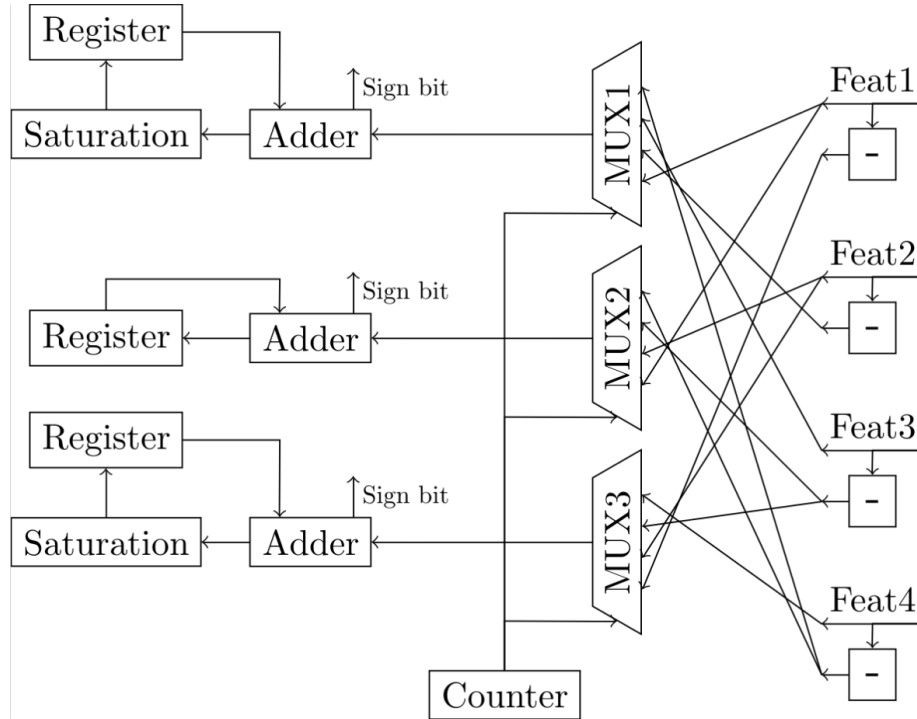 Register
Saturation
Adder
Sign bit
MUX1
Feat1
-
Register
Adder
Sign bit
MUX2
Feat2
-
Register
Saturation
Adder
Sign bit
MUX3
Feat3
-
Feat4
-
Counter